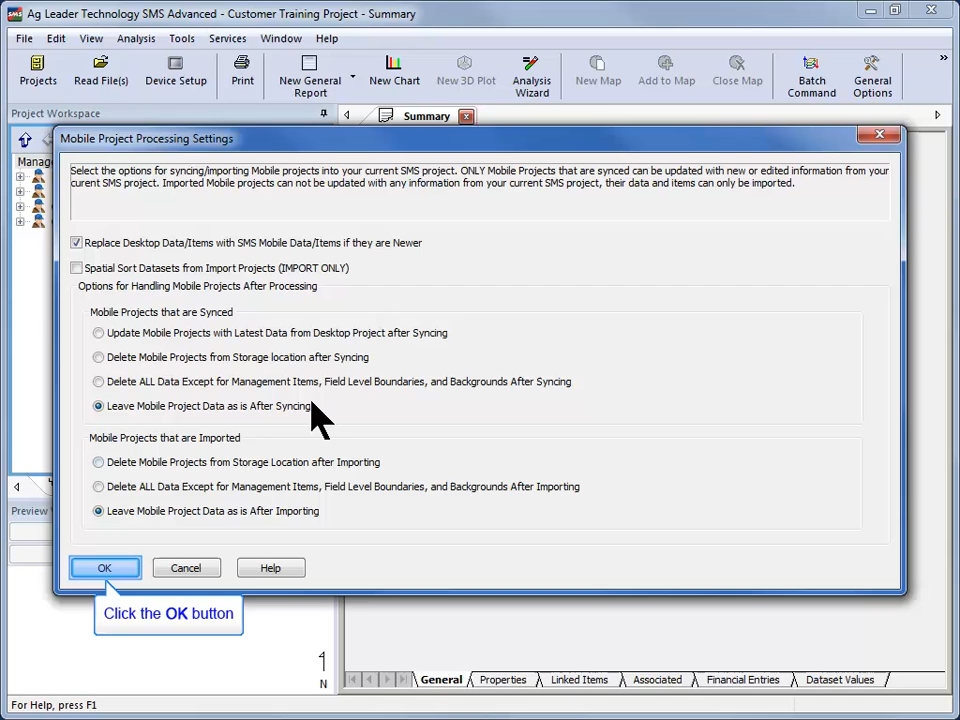 SMS Ag Leader Technology SMS Advanced - Customer Training Project - Summary
File Edit View Analysis Tools Services Window Help
Projects Read File(s) Device Setup Print New General Report New Chart New 3D Plot Analysis Wizard New Map Add to Map Close Map Batch Command General Options
Project Workspace
Summary
Mobile Project Processing Settings
Manage
Select the options for syncing/importing Mobile projects into your current SMS project. ONLY Mobile Projects that are synced can be updated with new or edited information from your
curent SMS project. Imported Mobile projects can not be updated with any information from your current SMS project, their data and items can only be imported.
Replace Desktop Data/Items with SMS Mobile Data/Items if they are Newer
Spatial Sort Datasets from Import Projects (IMPORT ONLY)
Options for Handling Mobile Projects After Processing
Mobile Projects that are Synced
Update Mobile Projects with Latest Data from Desktop Project after Syncing
Delete Mobile Projects from Storage location after Syncing
Delete ALL Data Except for Management Items, Field Level Boundaries, and Backgrounds After Syncing
Leave Mobile Project Data as is After Syncing
Mobile Projects that are Imported
Delete Mobile Projects from Storage Location after Importing
Delete ALL Data Except for Management Items, Field Level Boundaries, and Backgrounds After Importing
Leave Mobile Project Data as is After Importing
Preview
OK Cancel Help
Click the OK button
N
General Properties Linked Items Associated Financial Entries Dataset Values
For Help, press F1